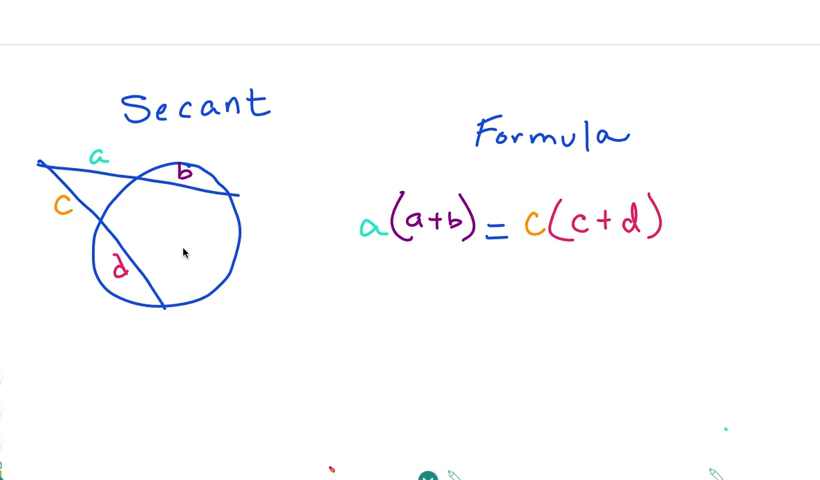 Secant
Formula
a
b
c
d
a(a+b) = c(c+d)